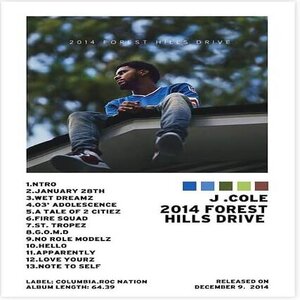 2014 FOREST HILLS DRIVE
1.NTRO
2.JANUARY 28TH
3.WET DREAMZ
4.03' ADOLESCENCE
5.A TALE OF 2 CITIEZ
6.FIRE SQUAD
7.ST. TROPEZ
8.G.O.M.D
9.NO ROLE MODELZ
10.HELLO
11.APPARENTLY
12.LOVE YOURZ
13.NOTE TO SELF
J .COLE
2014 FOREST
HILLS DRIVE
LABEL: COLUMBIA,ROC NATION
ALBUM LENGTH: 64.39
RELEASED ON
DECEMBER 9, 2014